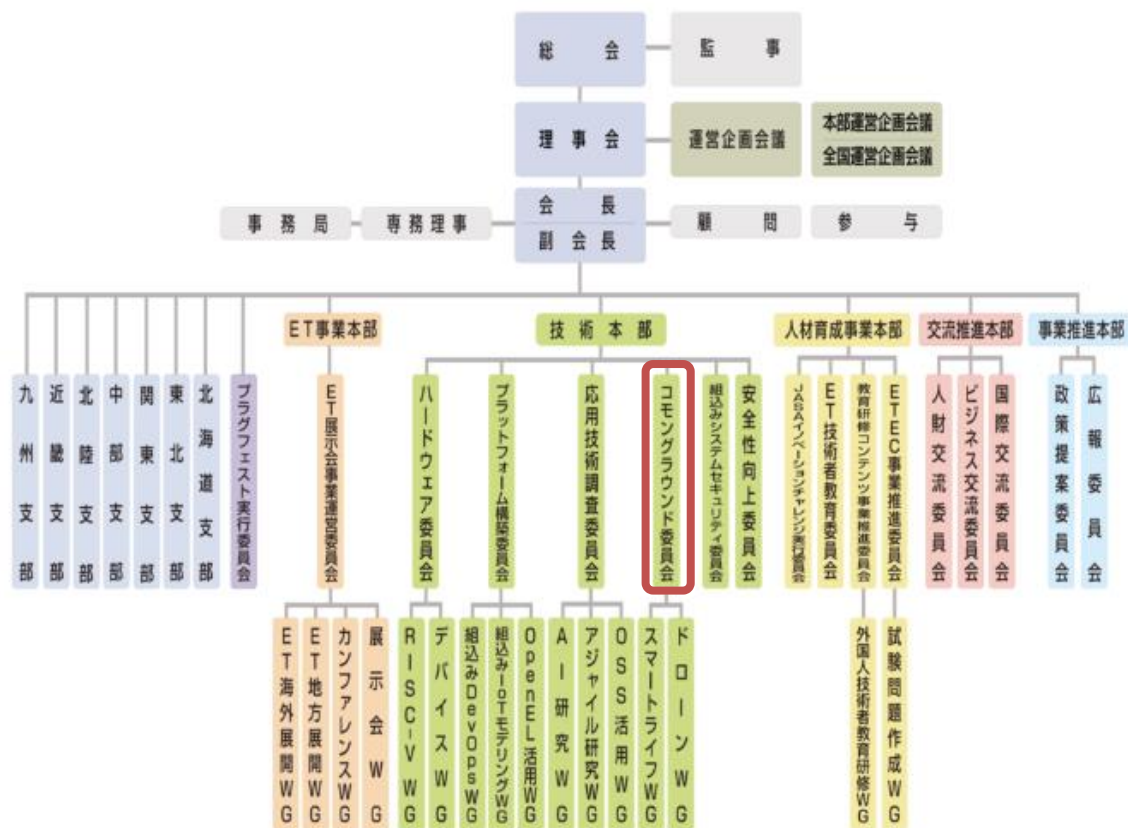 総会
監事
理事会
運営企画会議
本部運営企画会議
全国運営企画会議
会長
副会長
事務局
専務理事
顧問
参与
ET事業本部
技術本部
人材育成事業本部
交流推進本部
事業推進本部
九州支部
近畿支部
北陸支部
中部支部
関東支部
東北支部
北海道支部
プラグフェスト実行委員会
ET展示会事業運営委員会
ハードウェア委員会
プラットフォーム構築委員会
応用技術調査委員会
コモングラウンド委員会
組込みシステムセキュリティ委員会
安全性向上委員会
JASAイノベーションチャレンジ実行委員会
ET技術者教育委員会
教育研修コンテンツ事業推進委員会
ETEC事業推進委員会
人財交流委員会
ビジネス交流委員会
国際交流委員会
政策提案委員会
広報委員会
ET海外展開WG
ET地方展開WG
カンファレンスWG
展示会WG
RISC-VWG
デバイスWG
組込みDevOpsWG
組込みIoTモデリングWG
OpenEL活用WG
AI研究WG
アジャイル研究WG
OSS活用WG
スマートライフWG
ドローンWG
外国人技術者教育研修WG
試験問題作成WG